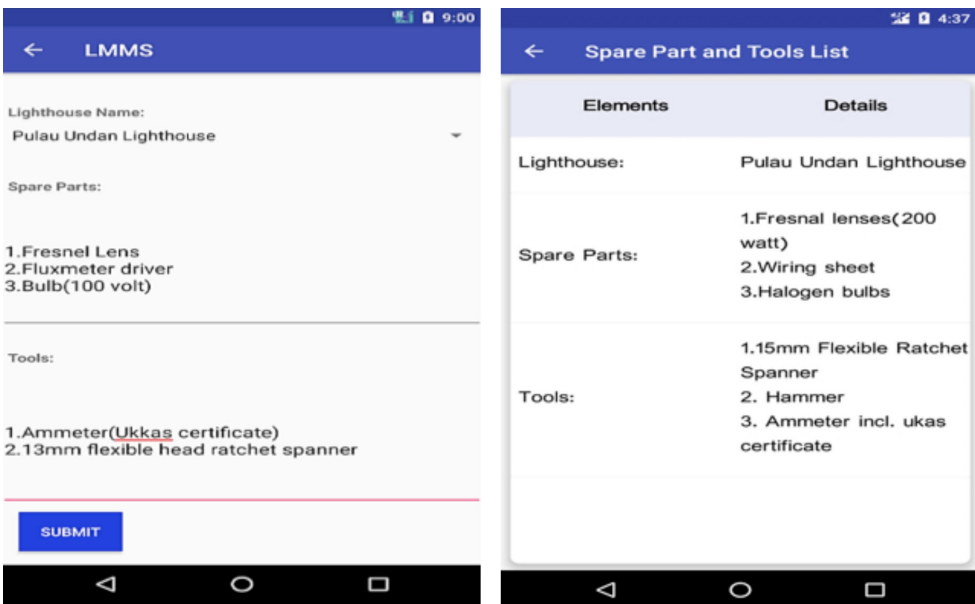 9:00
LMMS
Lighthouse Name:
Pulau Undan Lighthouse
Spare Parts:
1.Fresnel Lens
2.Fluxmeter driver
3.Bulb(100 volt)
Tools:
1.Ammeter(Ukkas certificate)
2.13mm flexible head ratchet spanner
SUBMIT
4:37
Spare Part and Tools List
Elements Details
Lighthouse: Pulau Undan Lighthouse
Spare Parts:
1.Fresnal lenses(200
watt)
2.Wiring sheet
3.Halogen bulbs
Tools:
1.15mm Flexible Ratchet
Spanner
2. Hammer
3. Ammeter incl. ukas
certificate